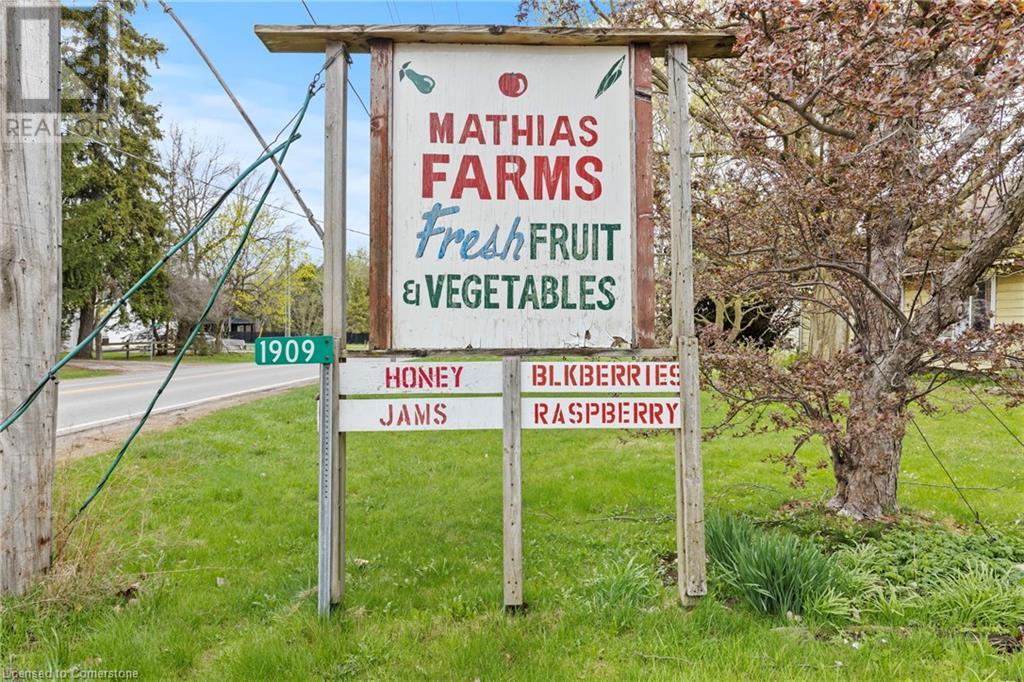 REALTOR
MATHIAS
FARMS
Fresh FRUIT
& VEGETABLES
1909
HONEY
BLKBERRIES
JAMS
RASPBERRY
Licensed to Cornerstone